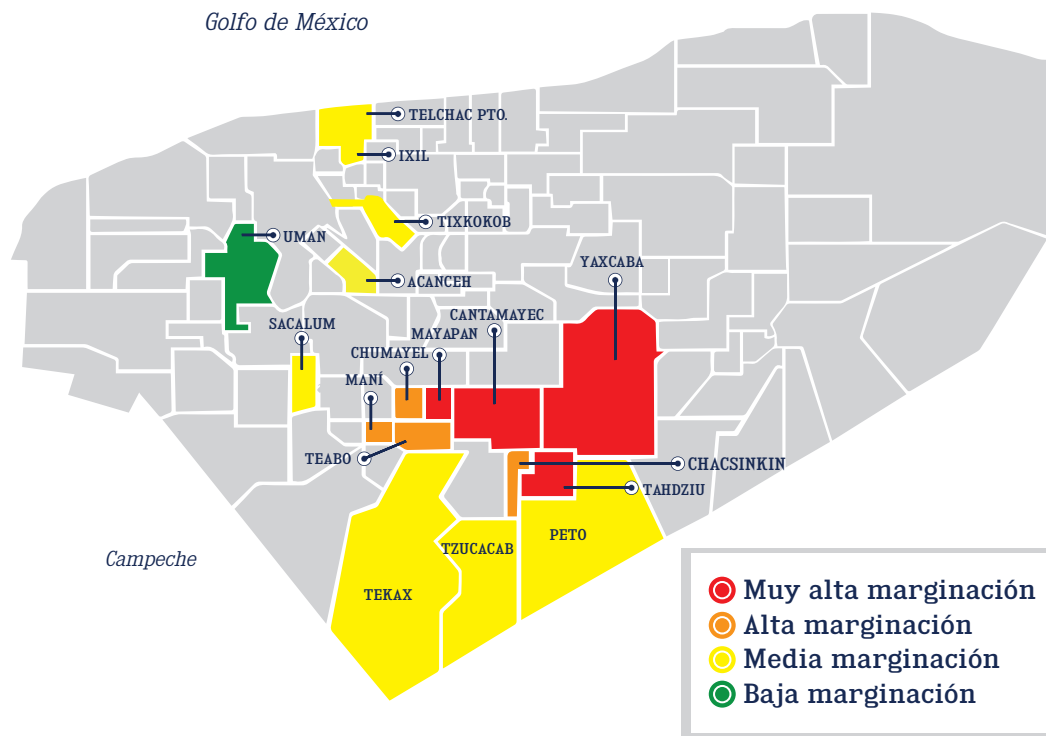 Golfo de México
TELCHAC PTO.
IXIL
TIXKOKOB
UMAN
YAXCABA
ACANCEH
CANTAMAYEC
SACALUM
MAYAPAN
CHUMAYEL
MANÍ
TEABO
CHACSINKIN
TAHDZIU
PETO
TZUCACAB
Campeche
TEKAX
Muy alta marginación
Alta marginación
Media marginación
Baja marginación